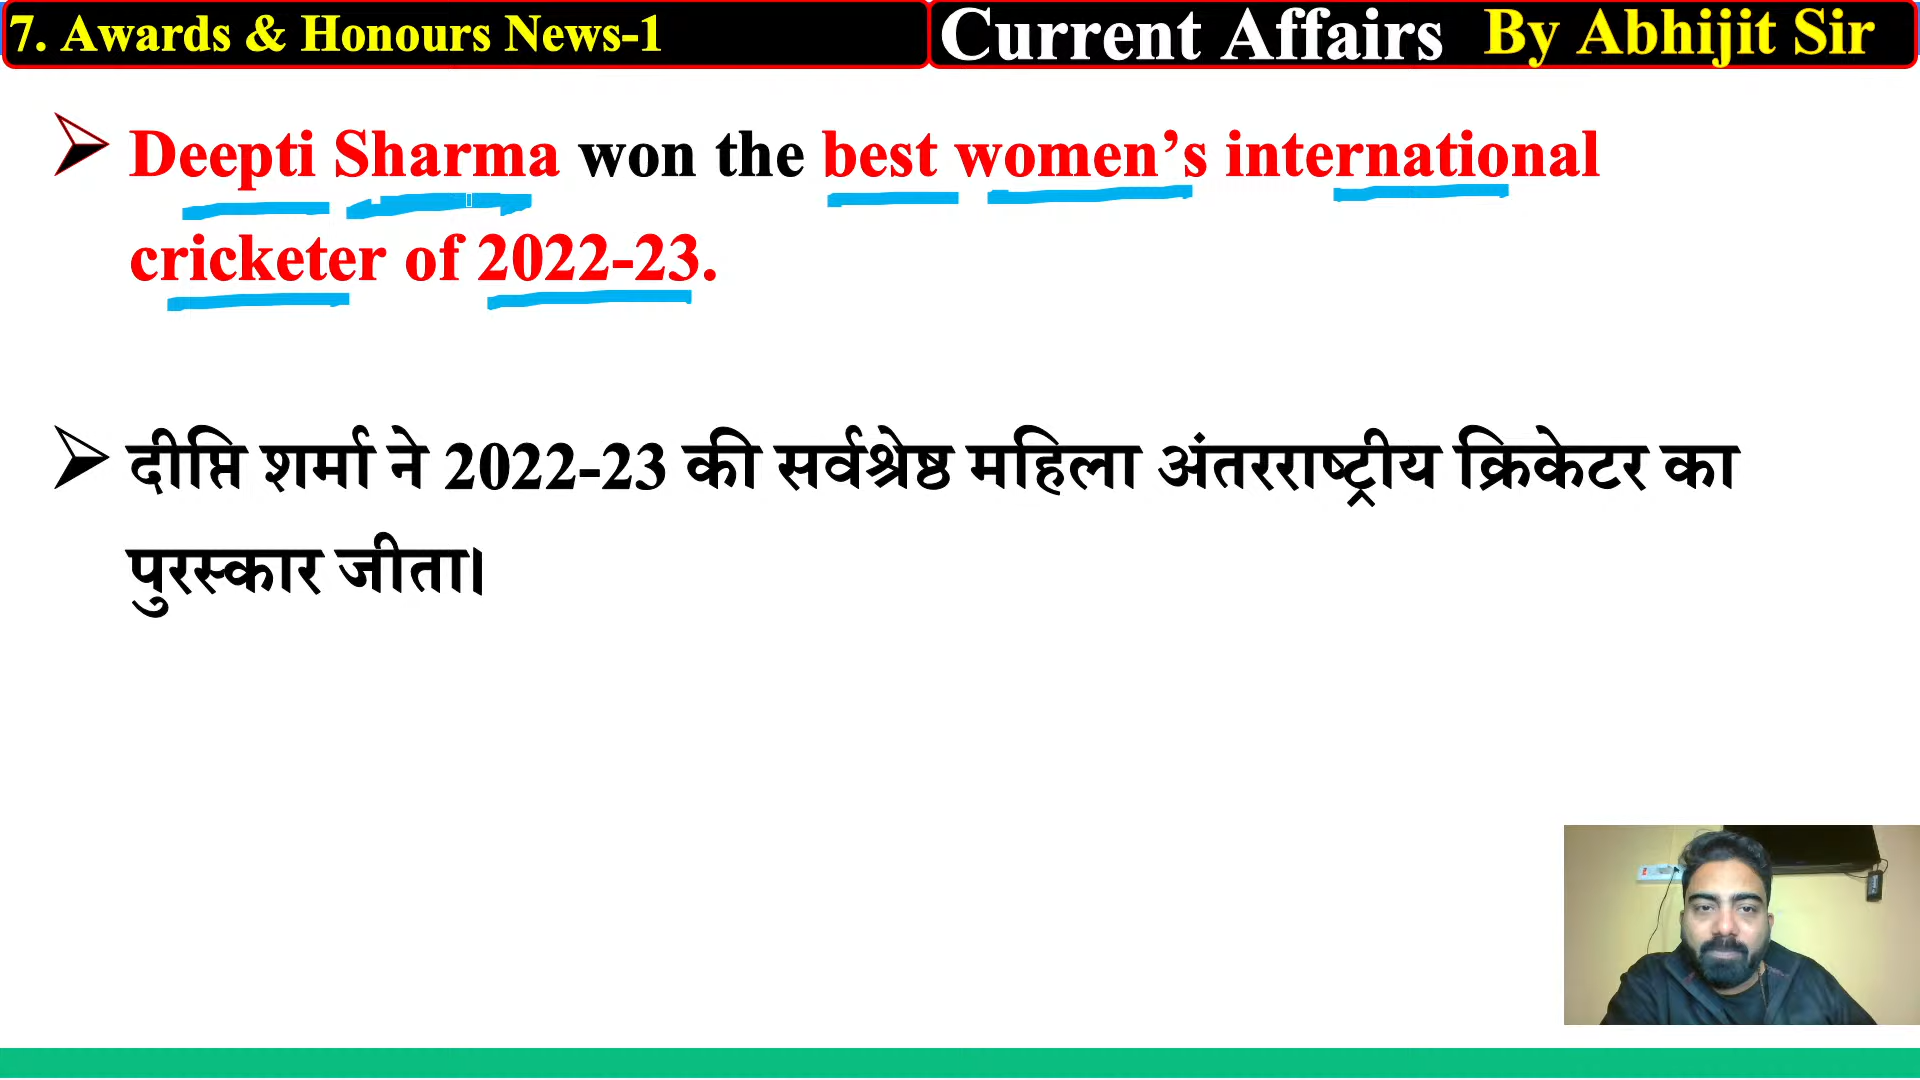 7. Awards & Honours News-1
Current Affairs By Abhijit Sir
Deepti Sharma won the best women’s international
cricketer of 2022-23.
दीप्ति शर्मा ने 2022-23 की सर्वश्रेष्ठ महिला अंतरराष्ट्रीय क्रिकेटर का
पुरस्कार जीता।